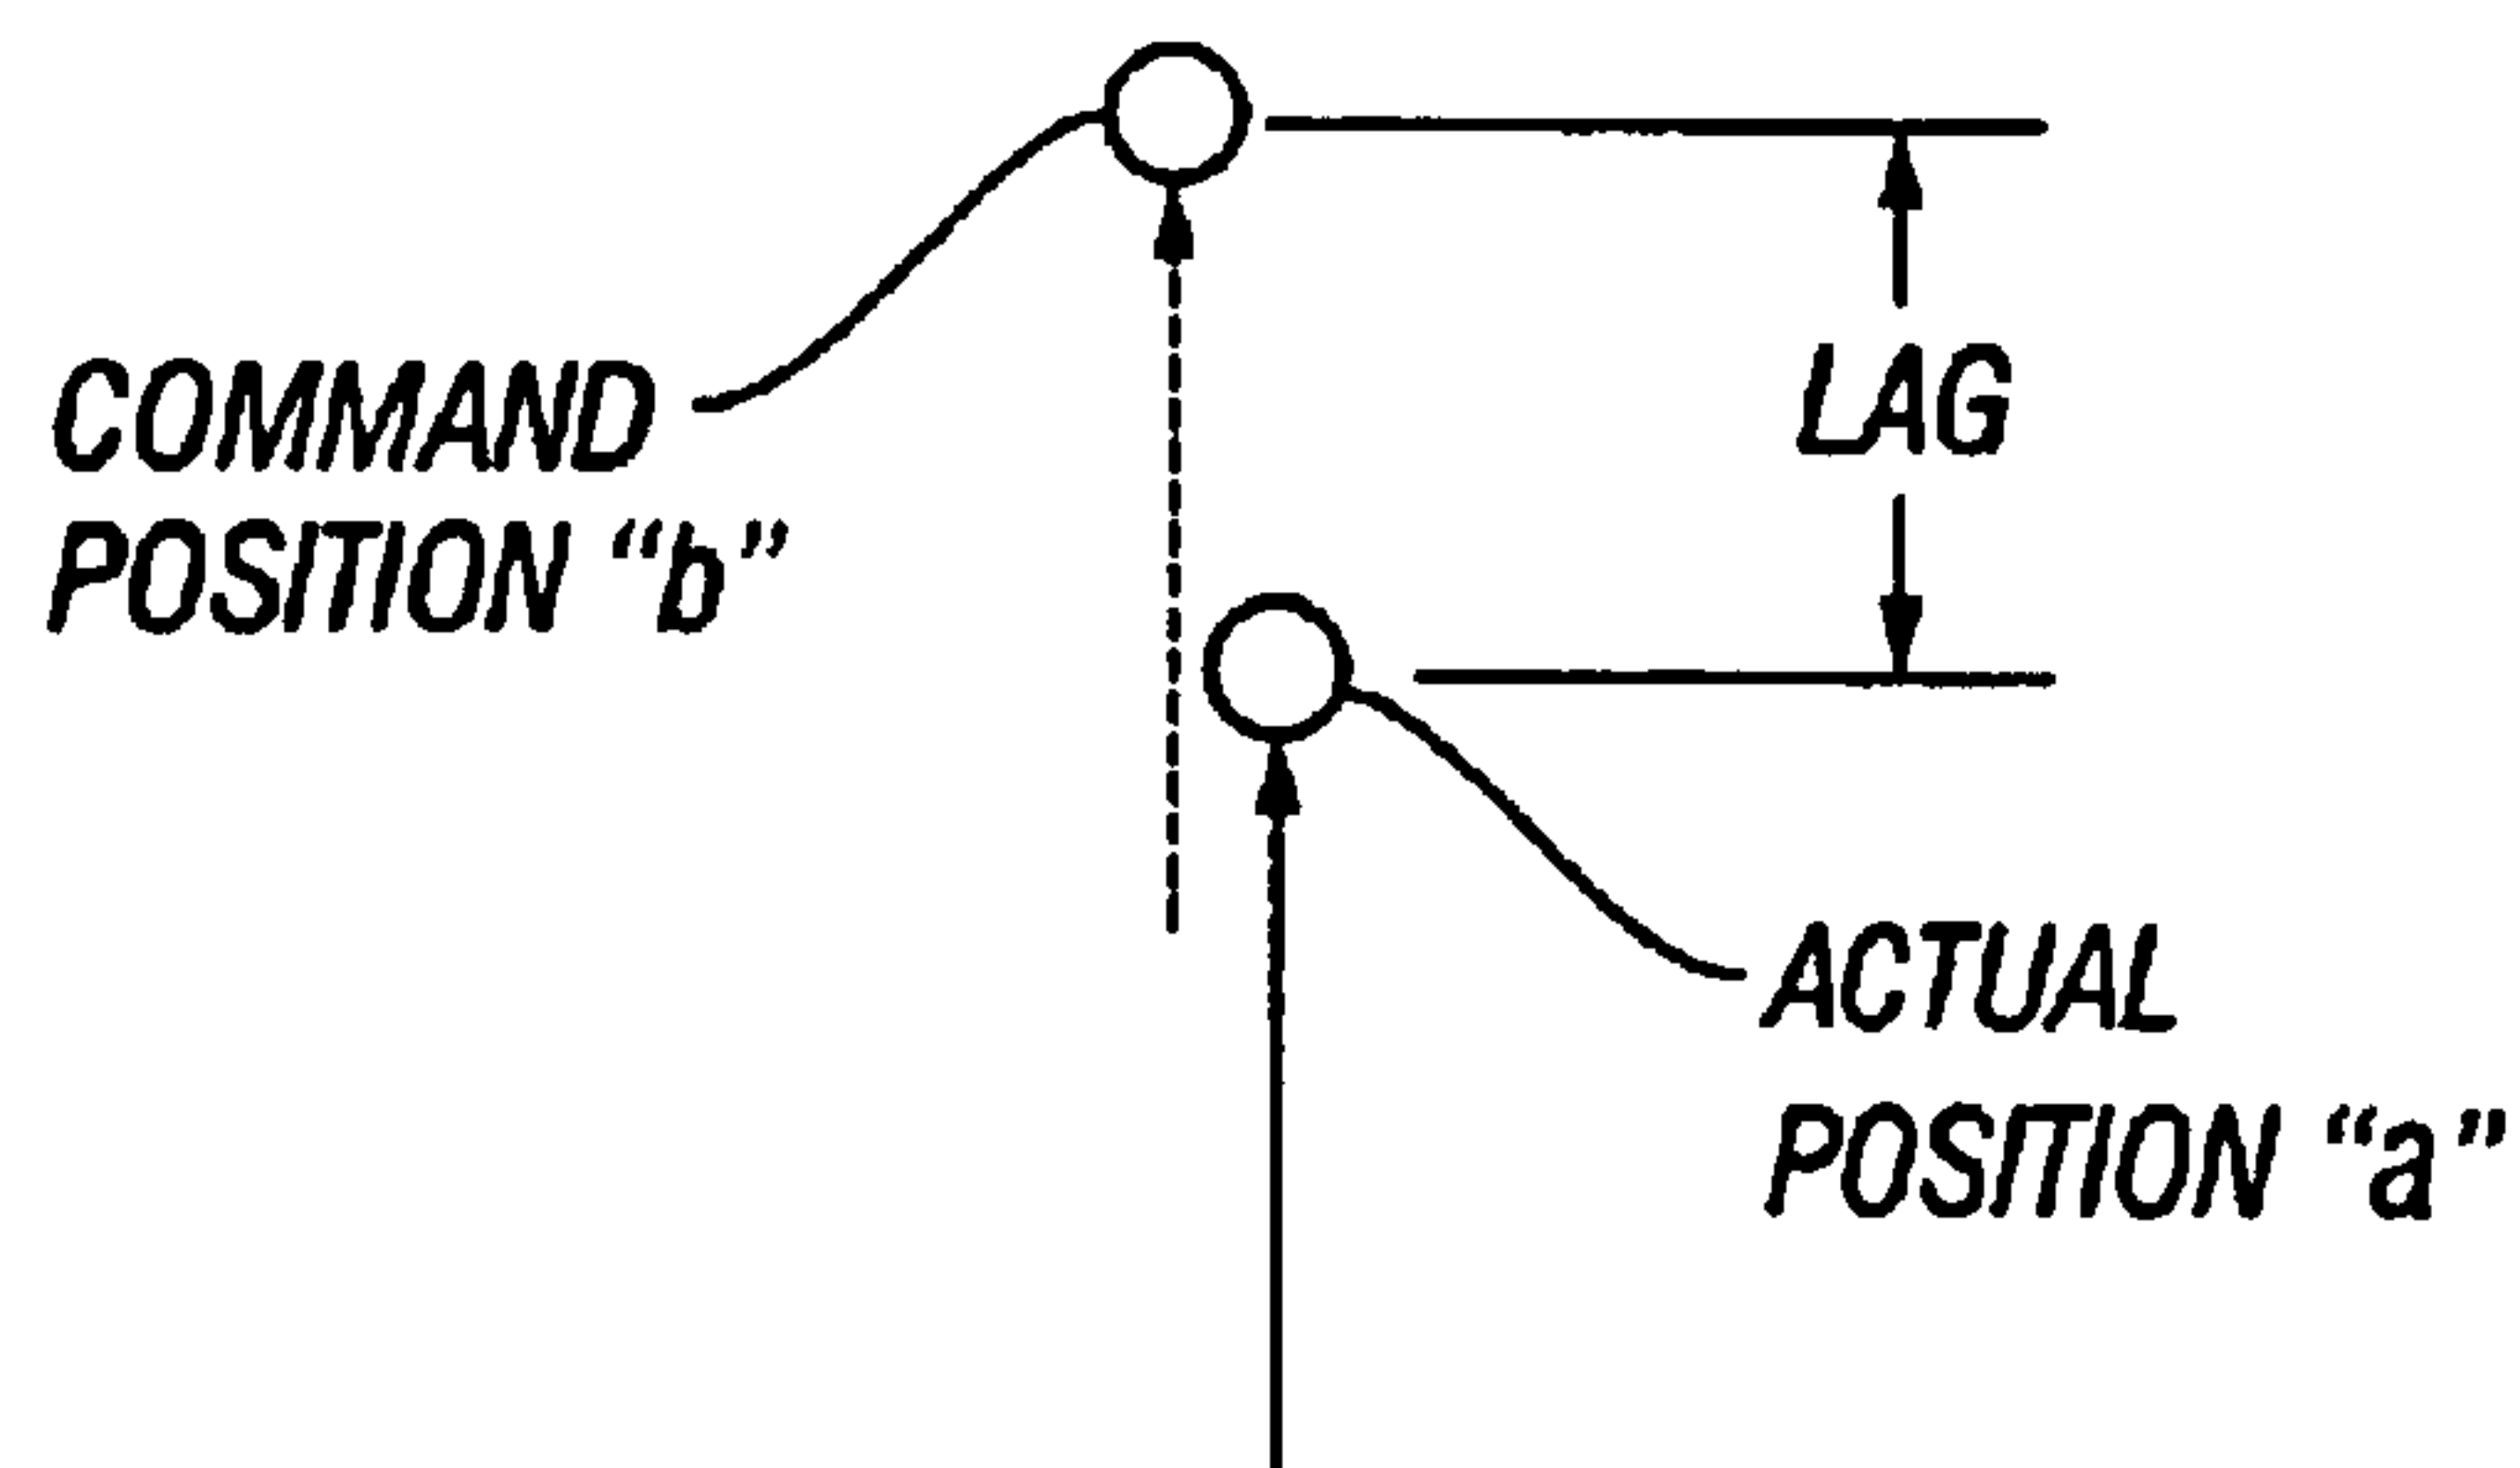 COMMAND
POSITION “b”
LAG
ACTUAL
POSITION “a”